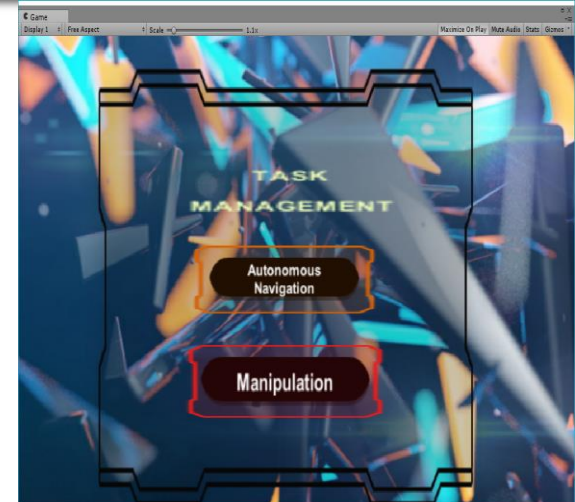 Game
Display 1 Free Aspect Scale 1.1x Maximize On Play Mute Audio Stats Gizmos
TASK
MANAGEMENT
Autonomous
Navigation
Manipulation